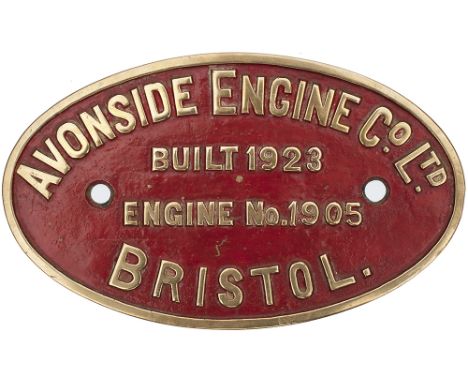 AVONSIDE ENGINE CO. LTD
BUILT 1923
ENGINE No. 1905
BRISTOL.